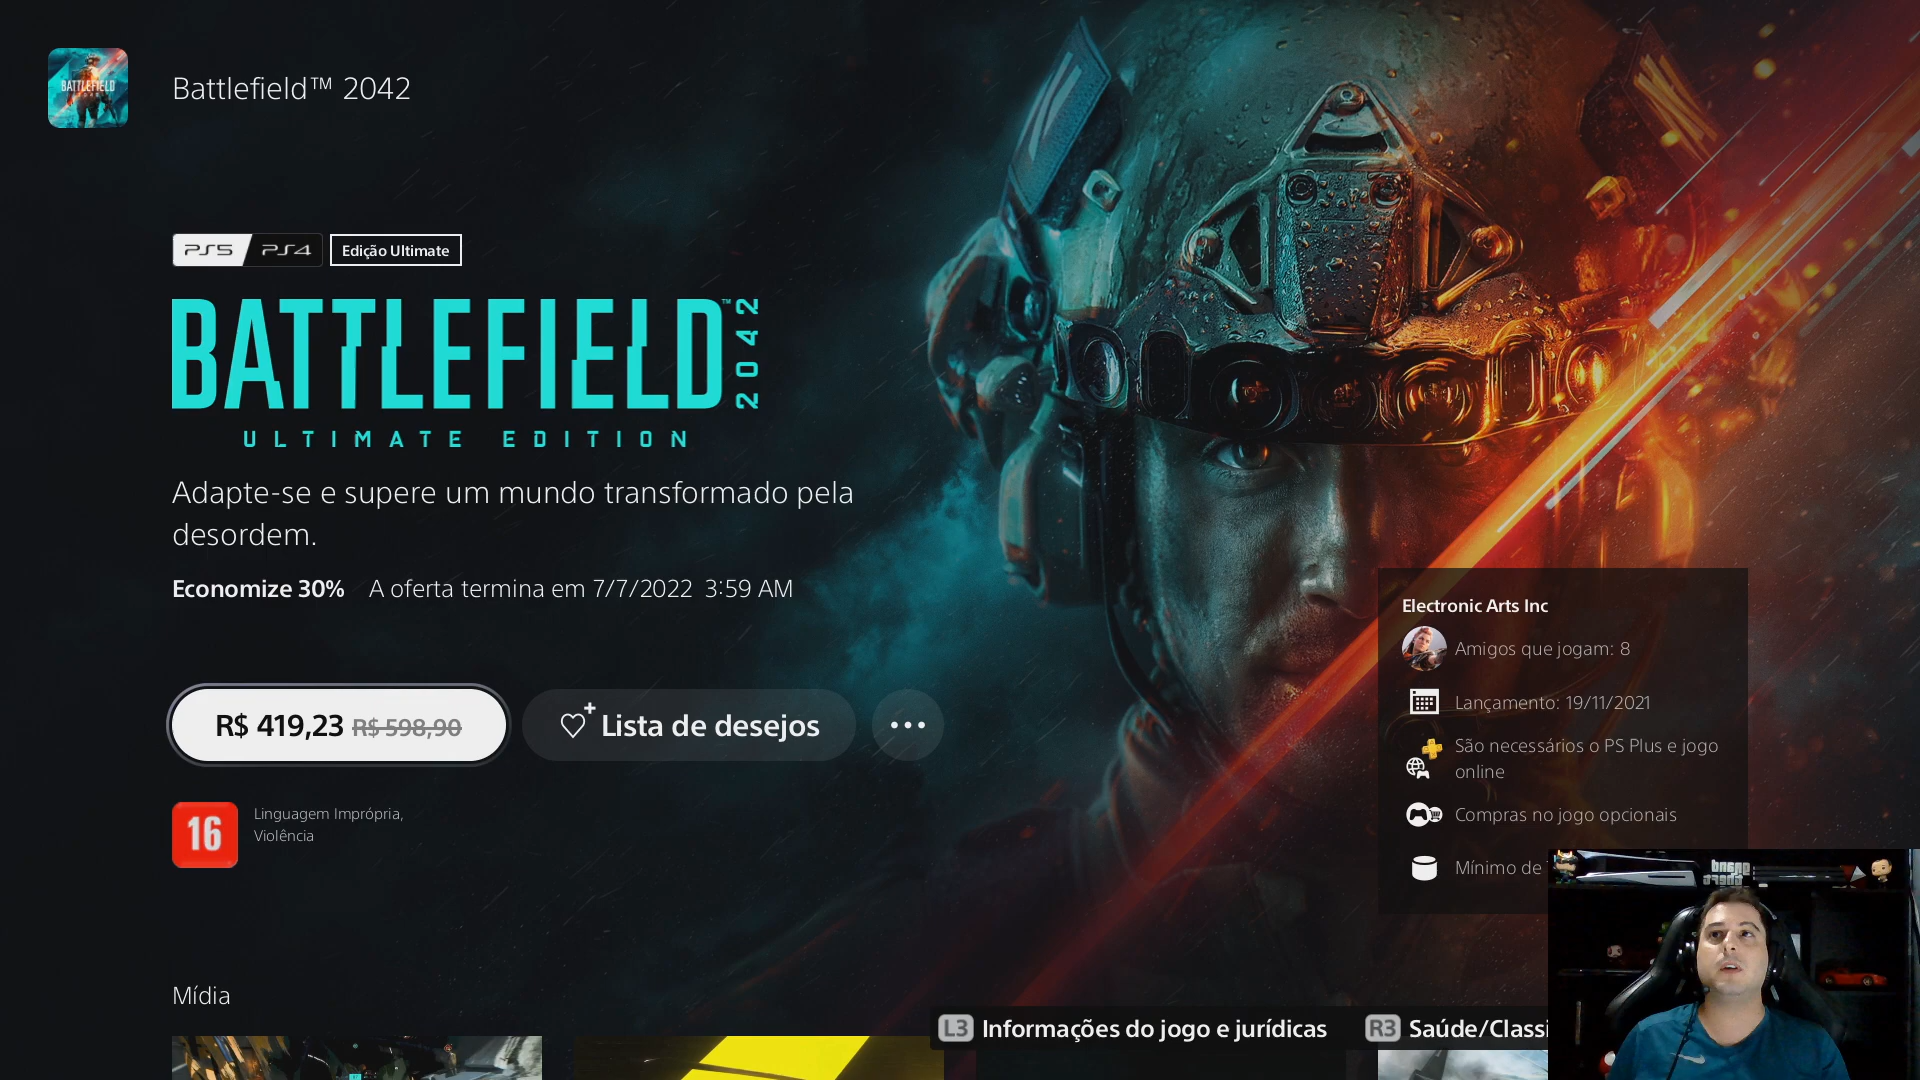 Battlefield™ 2042
PS5 PS4 Edição Ultimate
BATTLEFIELD™ 2042
ULTIMATE EDITION
Adapte-se e supere um mundo transformado pela
desordem.
Economize 30% A oferta termina em 7/7/2022 3:59 AM
R$ 419,23 R$ 598,90
Lista de desejos
16
Linguagem Imprópria,
Violência
Electronic Arts Inc
Amigos que jogam: 8
Lançamento: 19/11/2021
São necessários o PS Plus e jogo
online
Compras no jogo opcionais
Mínimo de
Mídia
L3 Informações do jogo e jurídicas
R3 Saúde/Classi